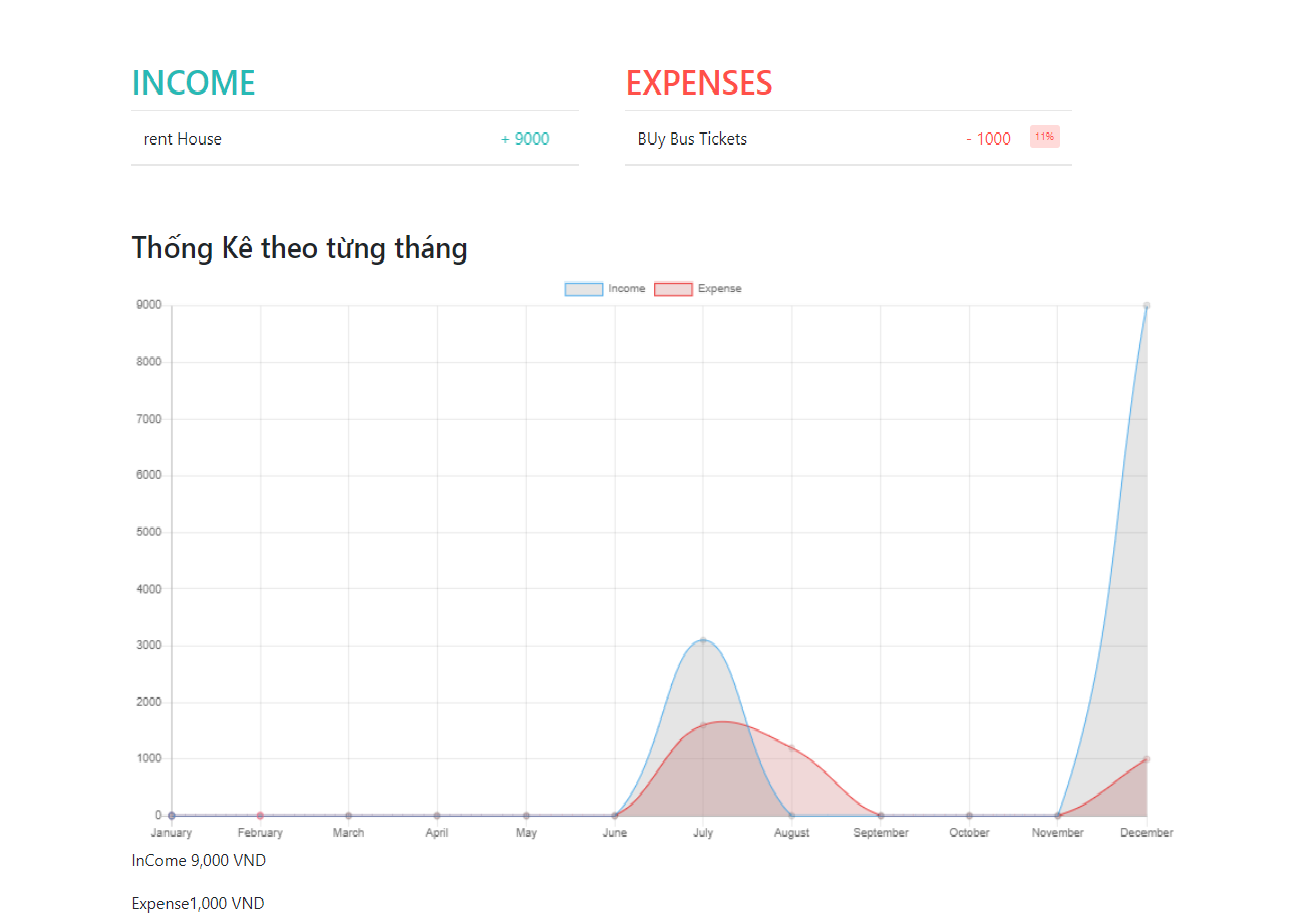 INCOME
EXPENSES
rent House + 9000
BUy Bus Tickets - 1000 11%
Thống Kê theo từng tháng
Income Expense
9000
8000
7000
6000
5000
4000
3000
2000
1000
0
January February March April May June July August September October November December
InCome 9,000 VND
Expense1,000 VND